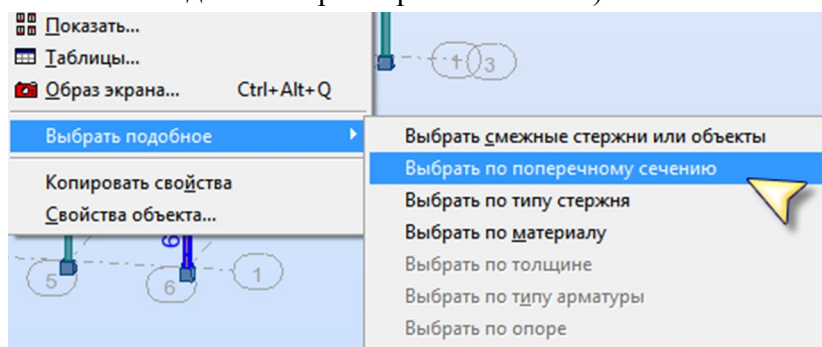 Показать...
Таблицы...
Образ экрана... Ctrl+Alt+Q
Выбрать подобное
Копировать свойства
Свойства объекта...
Выбрать смежные стержни или объекты
Выбрать по поперечному сечению
Выбрать по типу стержня
Выбрать по материалу
Выбрать по толщине
Выбрать по типу арматуры
Выбрать по опоре
1 3
5 6 1